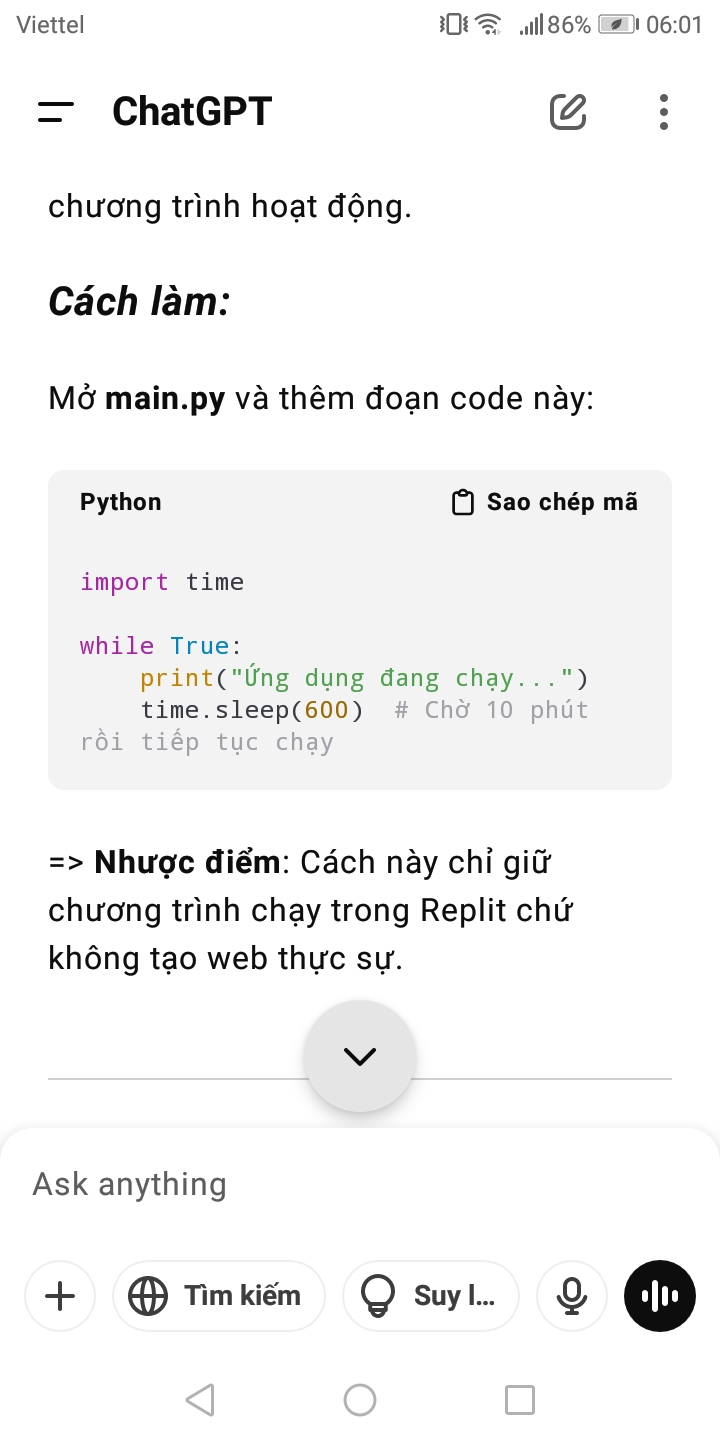 Viettel 86% 06:01
ChatGPT
chương trình hoạt động.
Cách làm:
Mở main.py và thêm đoạn code này:
Python Sao chép mã
import time
while True:
    print("Ứng dụng đang chạy...")
    time.sleep(600)  # Chờ 10 phút
rồi tiếp tục chạy
=> Nhược điểm: Cách này chỉ giữ
chương trình chạy trong Replit chứ
không tạo web thực sự.
Ask anything
Tìm kiếm Suy l...